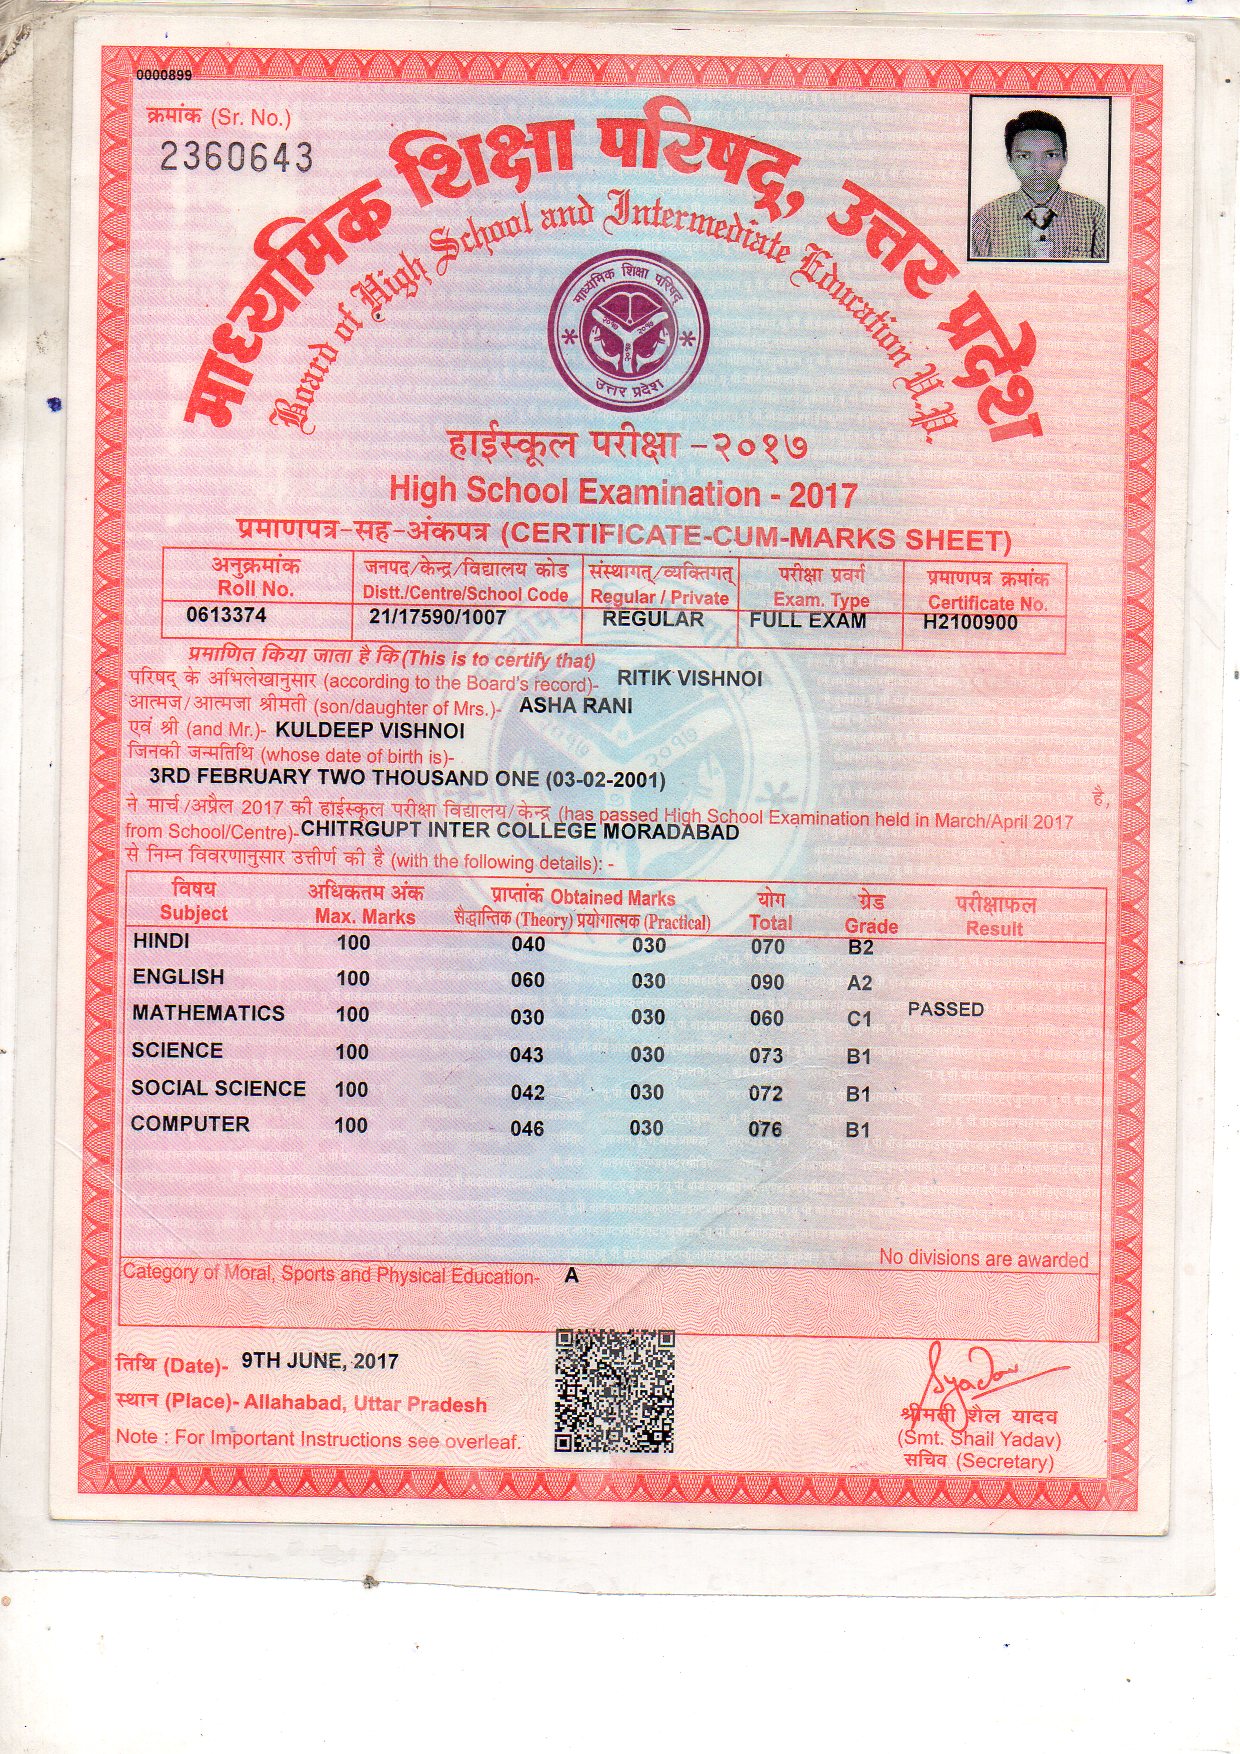 0000899
क्रमांक (Sr. No.)
2360643
माध्यमिक शिक्षा परिषद्, उत्तर प्रदेश
Board of High School and Intermediate Education U.P.
माध्यमिक शिक्षा परिषद्
२०१७ २०१७
२०१७
उत्तर प्रदेश
हाईस्कूल परीक्षा -२०१७
High School Examination - 2017
प्रमाणपत्र-सह-अंकपत्र (CERTIFICATE-CUM-MARKS SHEET)
अनुक्रमांक जनपद/केन्द्र/विद्यालय कोड संस्थागत्/व्यक्तिगत् परीक्षा प्रवर्ग प्रमाणपत्र क्रमांक
Roll No. Distt./Centre/School Code Regular / Private Exam. Type Certificate No.
0613374 21/17590/1007 REGULAR FULL EXAM H2100900
प्रमाणित किया जाता है कि (This is to certify that)
परिषद् के अभिलेखानुसार (according to the Board's record)- RITIK VISHNOI
आत्मज/आत्मजा श्रीमती (son/daughter of Mrs.)- ASHA RANI
एवं श्री (and Mr.)- KULDEEP VISHNOI
जिनकी जन्मतिथि (whose date of birth is)-
3RD FEBRUARY TWO THOUSAND ONE (03-02-2001)
ने मार्च/अप्रैल 2017 की हाईस्कूल परीक्षा विद्यालय/केन्द्र (has passed High School Examination held in March/April 2017 है,
from School/Centre)- CHITRGUPT INTER COLLEGE MORADABAD
से निम्न विवरणानुसार उत्तीर्ण की है (with the following details): -
विषय अधिकतम अंक प्राप्तांक Obtained Marks योग ग्रेड परीक्षाफल
Subject Max. Marks सैद्धान्तिक (Theory) प्रयोगात्मक (Practical) Total Grade Result
HINDI 100 040 030 070 B2
ENGLISH 100 060 030 090 A2
MATHEMATICS 100 030 030 060 C1 PASSED
SCIENCE 100 043 030 073 B1
SOCIAL SCIENCE 100 042 030 072 B1
COMPUTER 100 046 030 076 B1
No divisions are awarded
Category of Moral, Sports and Physical Education- A
तिथि (Date)- 9TH JUNE, 2017
स्थान (Place)- Allahabad, Uttar Pradesh
Note : For Important Instructions see overleaf.
SYadav
श्रीमती शैल यादव
(Smt. Shail Yadav)
सचिव (Secretary)